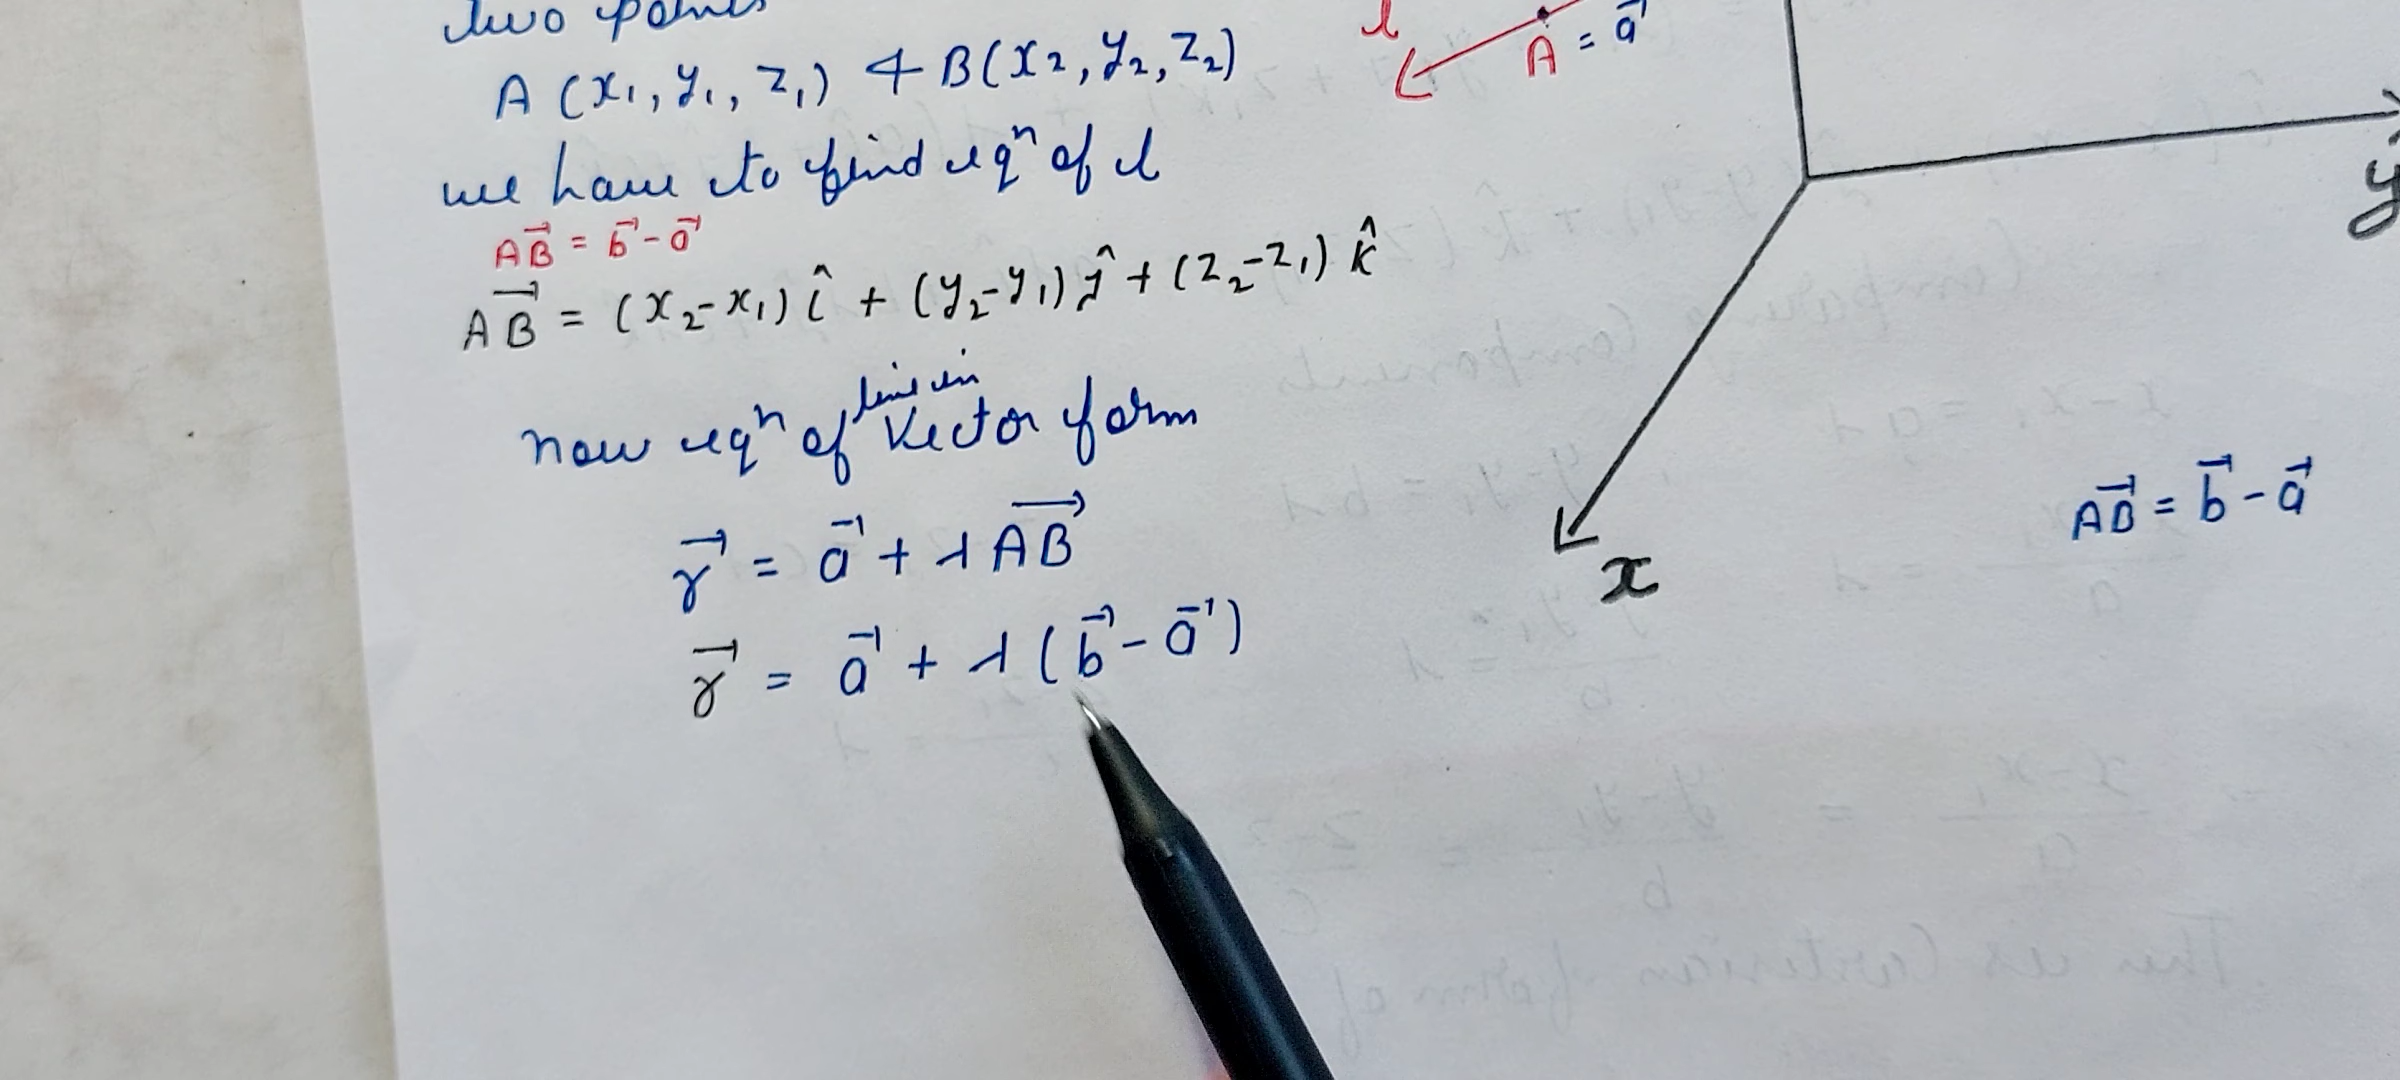 two points
A (x₁, y₁, z₁) & B(x₂, y₂, z₂)
we have to find eqⁿ of l
AB⃗ = b⃗ - a⃗
AB⃗ = (x₂-x₁) î + (y₂-y₁) ĵ + (z₂-z₁) k̂
now eqⁿ of line in Vector form
r⃗ = a⃗ + λ AB⃗
r⃗ = a⃗ + λ (b⃗ - a⃗)
l
A = a⃗
y
x
AB⃗ = b⃗ - a⃗